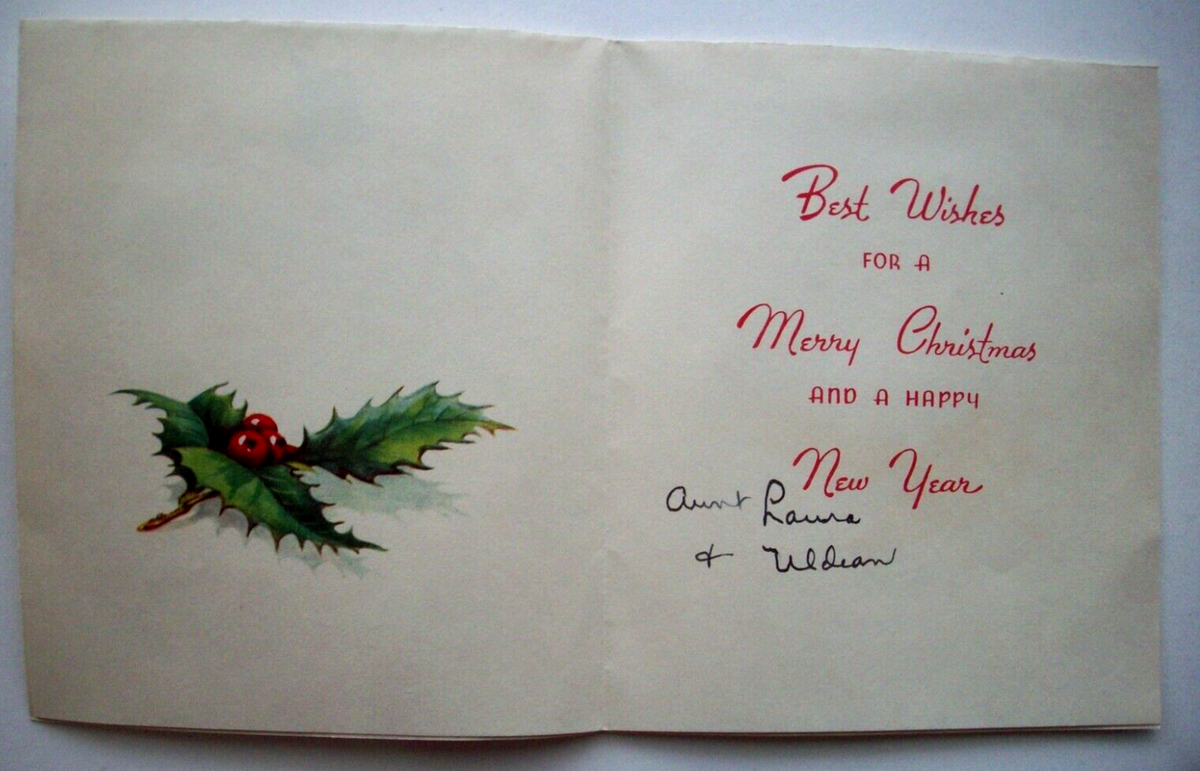 Best Wishes
FOR A
Merry Christmas
AND A HAPPY
New Year
Aunt Laura
& Uldean